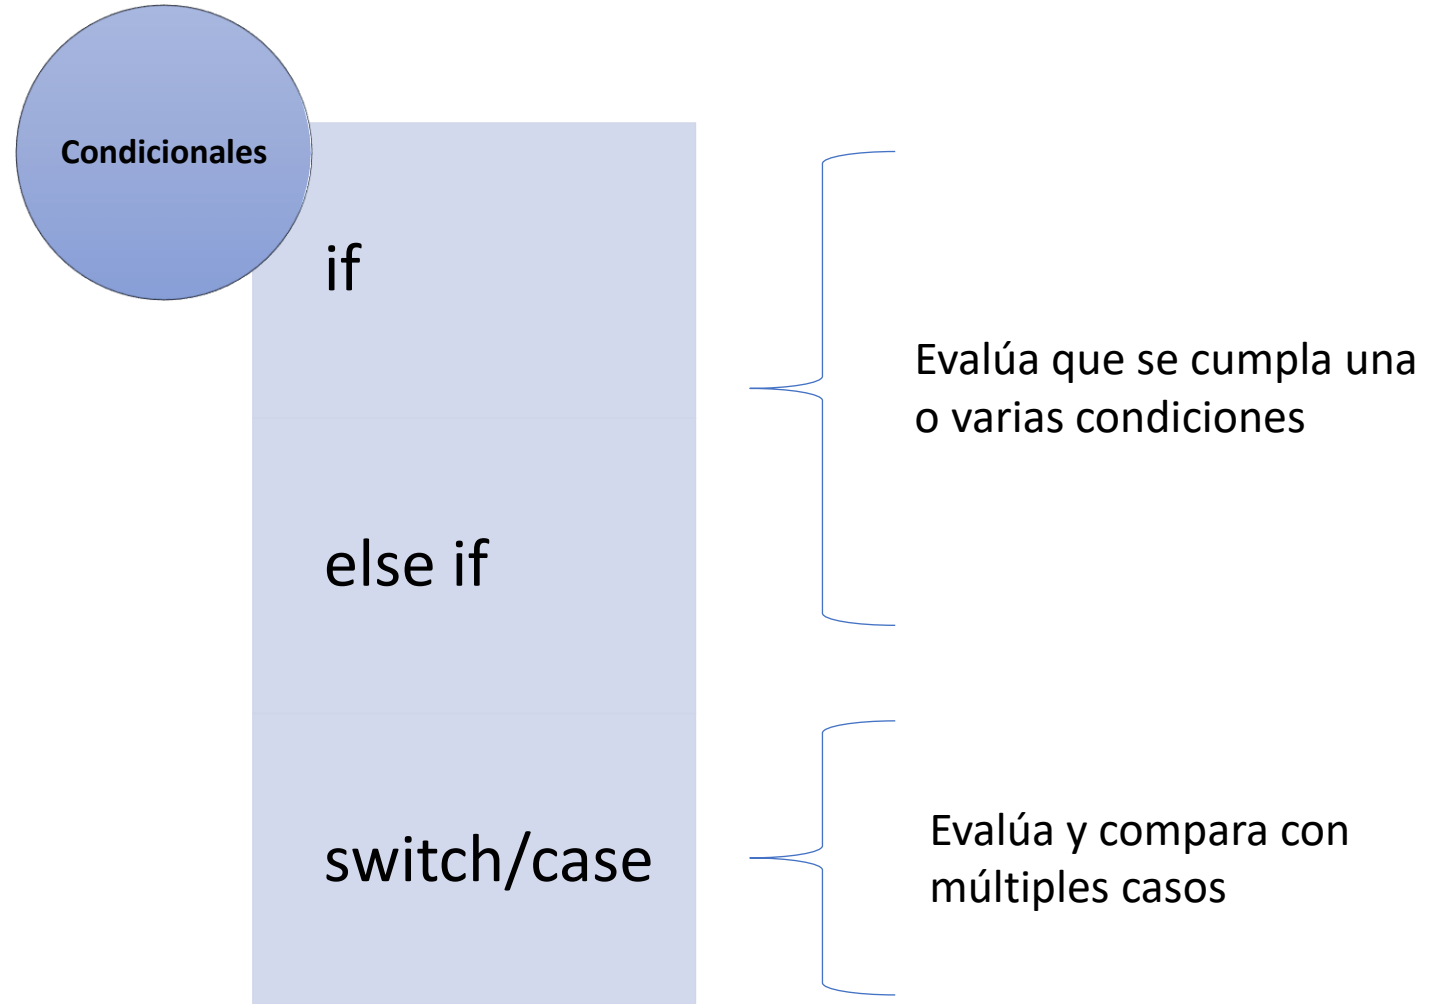 Condicionales
if
else if
switch/case
Evalúa que se cumpla una
o varias condiciones
Evalúa y compara con
múltiples casos